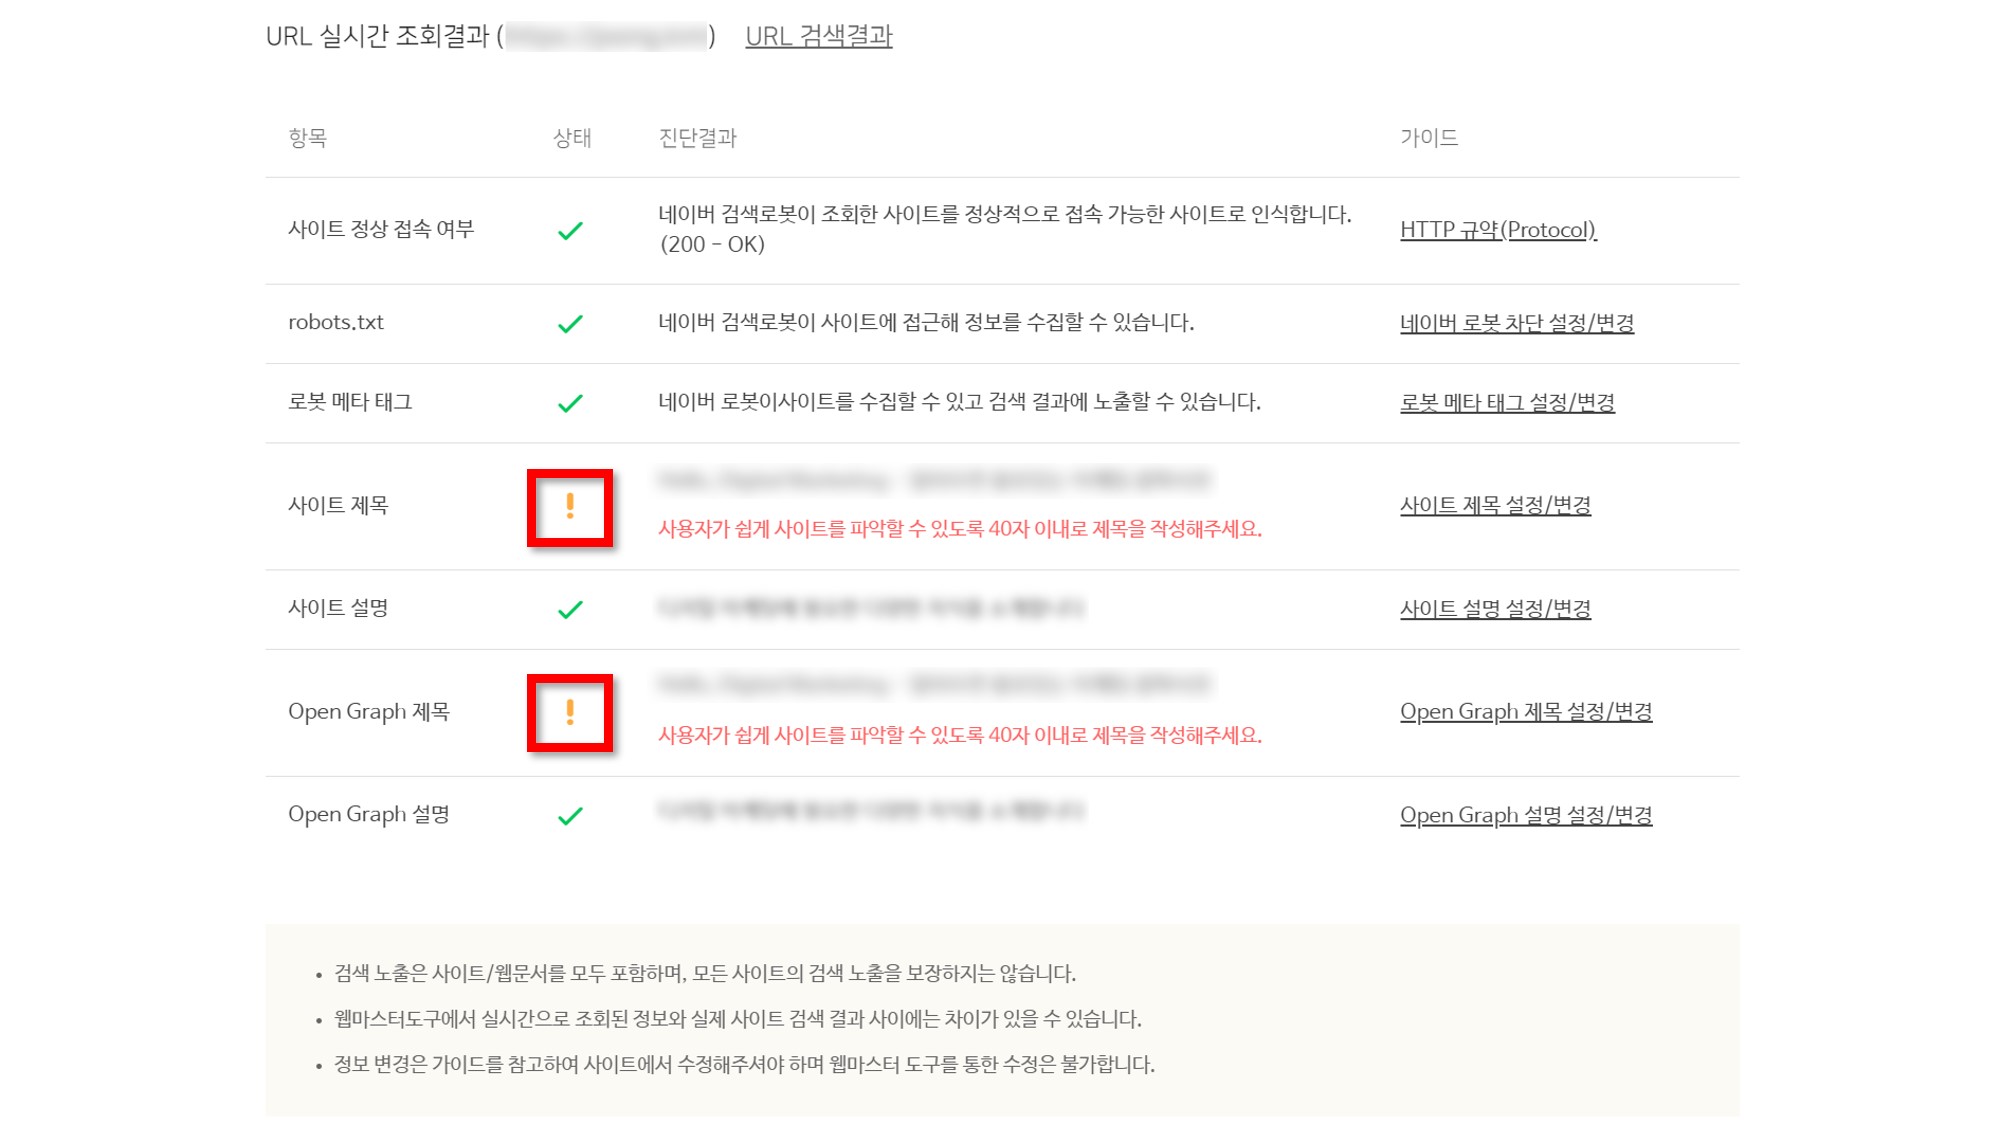 URL 실시간 조회결과 ( ) URL 검색결과
항목 상태 진단결과 가이드
사이트 정상 접속 여부 네이버 검색로봇이 조회한 사이트를 정상적으로 접속 가능한 사이트로 인식합니다. HTTP 규약(Protocol)
(200 - OK)
robots.txt 네이버 검색로봇이 사이트에 접근해 정보를 수집할 수 있습니다. 네이버 로봇 차단 설정/변경
로봇 메타 태그 네이버 로봇이사이트를 수집할 수 있고 검색 결과에 노출할 수 있습니다. 로봇 메타 태그 설정/변경
사이트 제목 사이트 제목 설정/변경
사용자가 쉽게 사이트를 파악할 수 있도록 40자 이내로 제목을 작성해주세요.
사이트 설명 사이트 설명 설정/변경
Open Graph 제목 Open Graph 제목 설정/변경
사용자가 쉽게 사이트를 파악할 수 있도록 40자 이내로 제목을 작성해주세요.
Open Graph 설명 Open Graph 설명 설정/변경
• 검색 노출은 사이트/웹문서를 모두 포함하며, 모든 사이트의 검색 노출을 보장하지는 않습니다.
• 웹마스터도구에서 실시간으로 조회된 정보와 실제 사이트 검색 결과 사이에는 차이가 있을 수 있습니다.
• 정보 변경은 가이드를 참고하여 사이트에서 수정해주셔야 하며 웹마스터 도구를 통한 수정은 불가합니다.